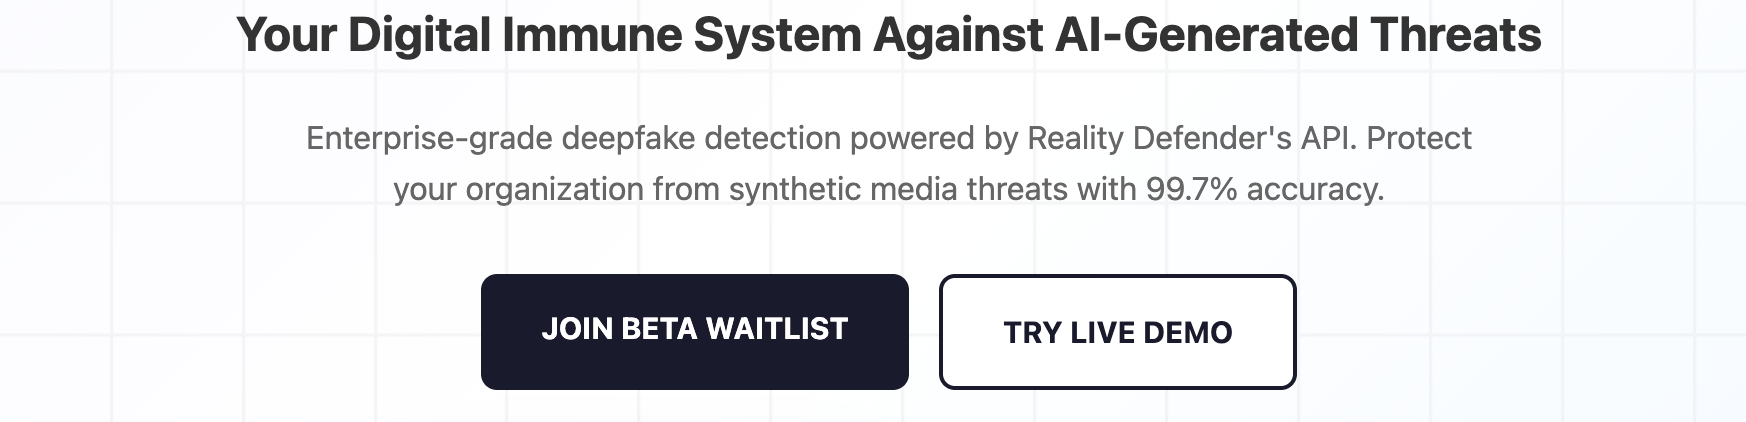 Your Digital Immune System Against AI-Generated Threats
Enterprise-grade deepfake detection powered by Reality Defender's API. Protect
your organization from synthetic media threats with 99.7% accuracy.
JOIN BETA WAITLIST
TRY LIVE DEMO